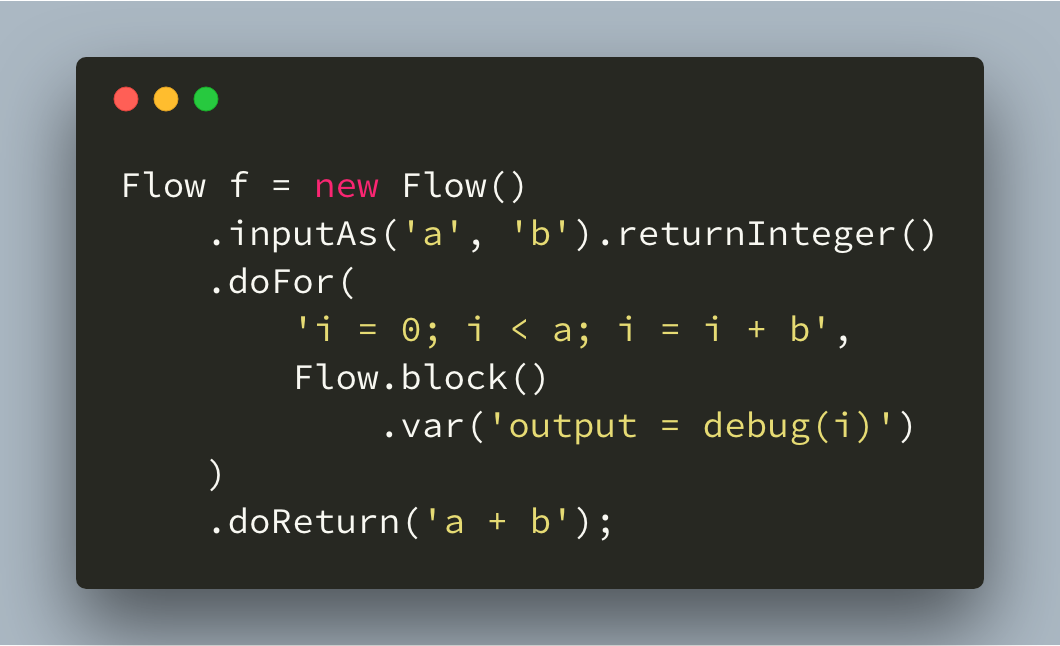 Flow f = new Flow()
    .inputAs('a', 'b').returnInteger()
    .doFor(
        'i = 0; i < a; i = i + b',
        Flow.block()
            .var('output = debug(i)')
    )
    .doReturn('a + b');